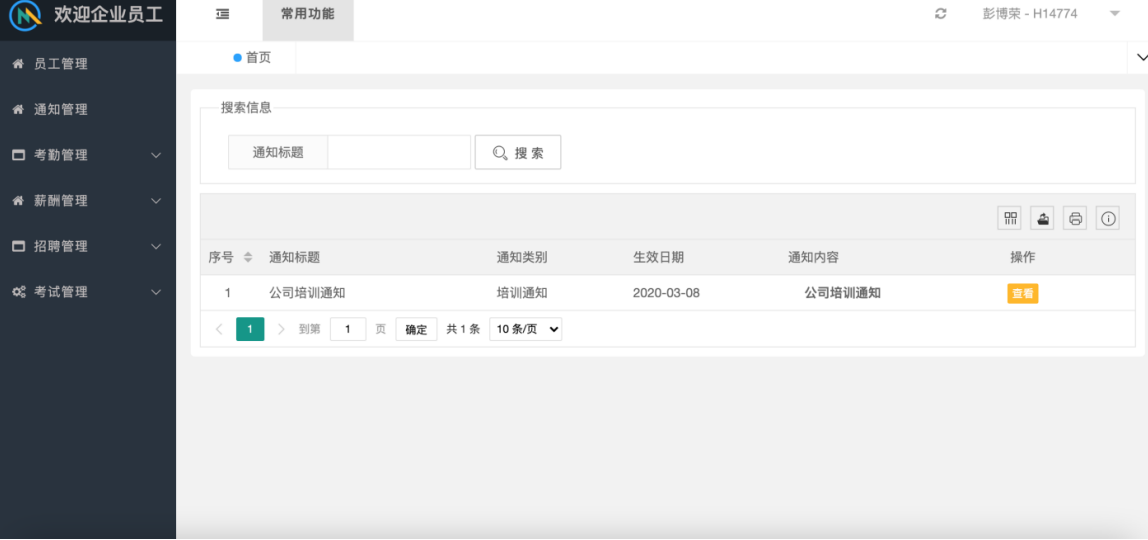 欢迎企业员工
常用功能
彭博荣 - H14774
首页
员工管理
通知管理
考勤管理
薪酬管理
招聘管理
考试管理
搜索信息
通知标题
搜 索
序号 通知标题 通知类别 生效日期 通知内容 操作
1 公司培训通知 培训通知 2020-03-08 公司培训通知 查看
1 到第 1 页 确定 共 1 条 10 条/页